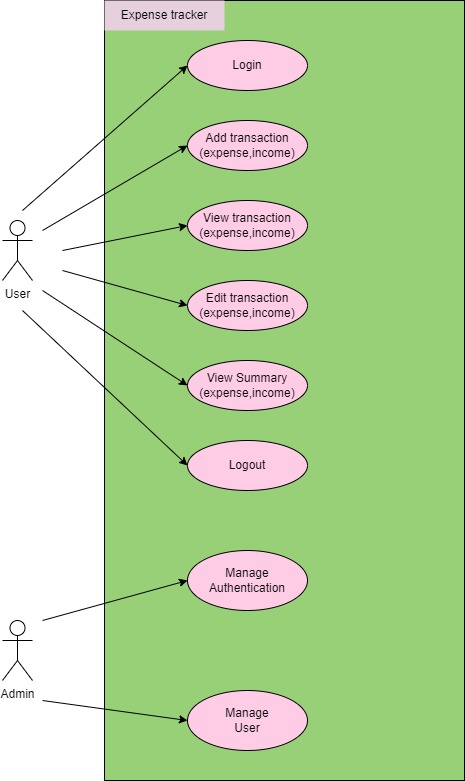 Expense tracker
Login
Add transaction
(expense,income)
View transaction
(expense,income)
User
Edit transaction
(expense,income)
View Summary
(expense,income)
Logout
Manage
Authentication
Admin
Manage
User